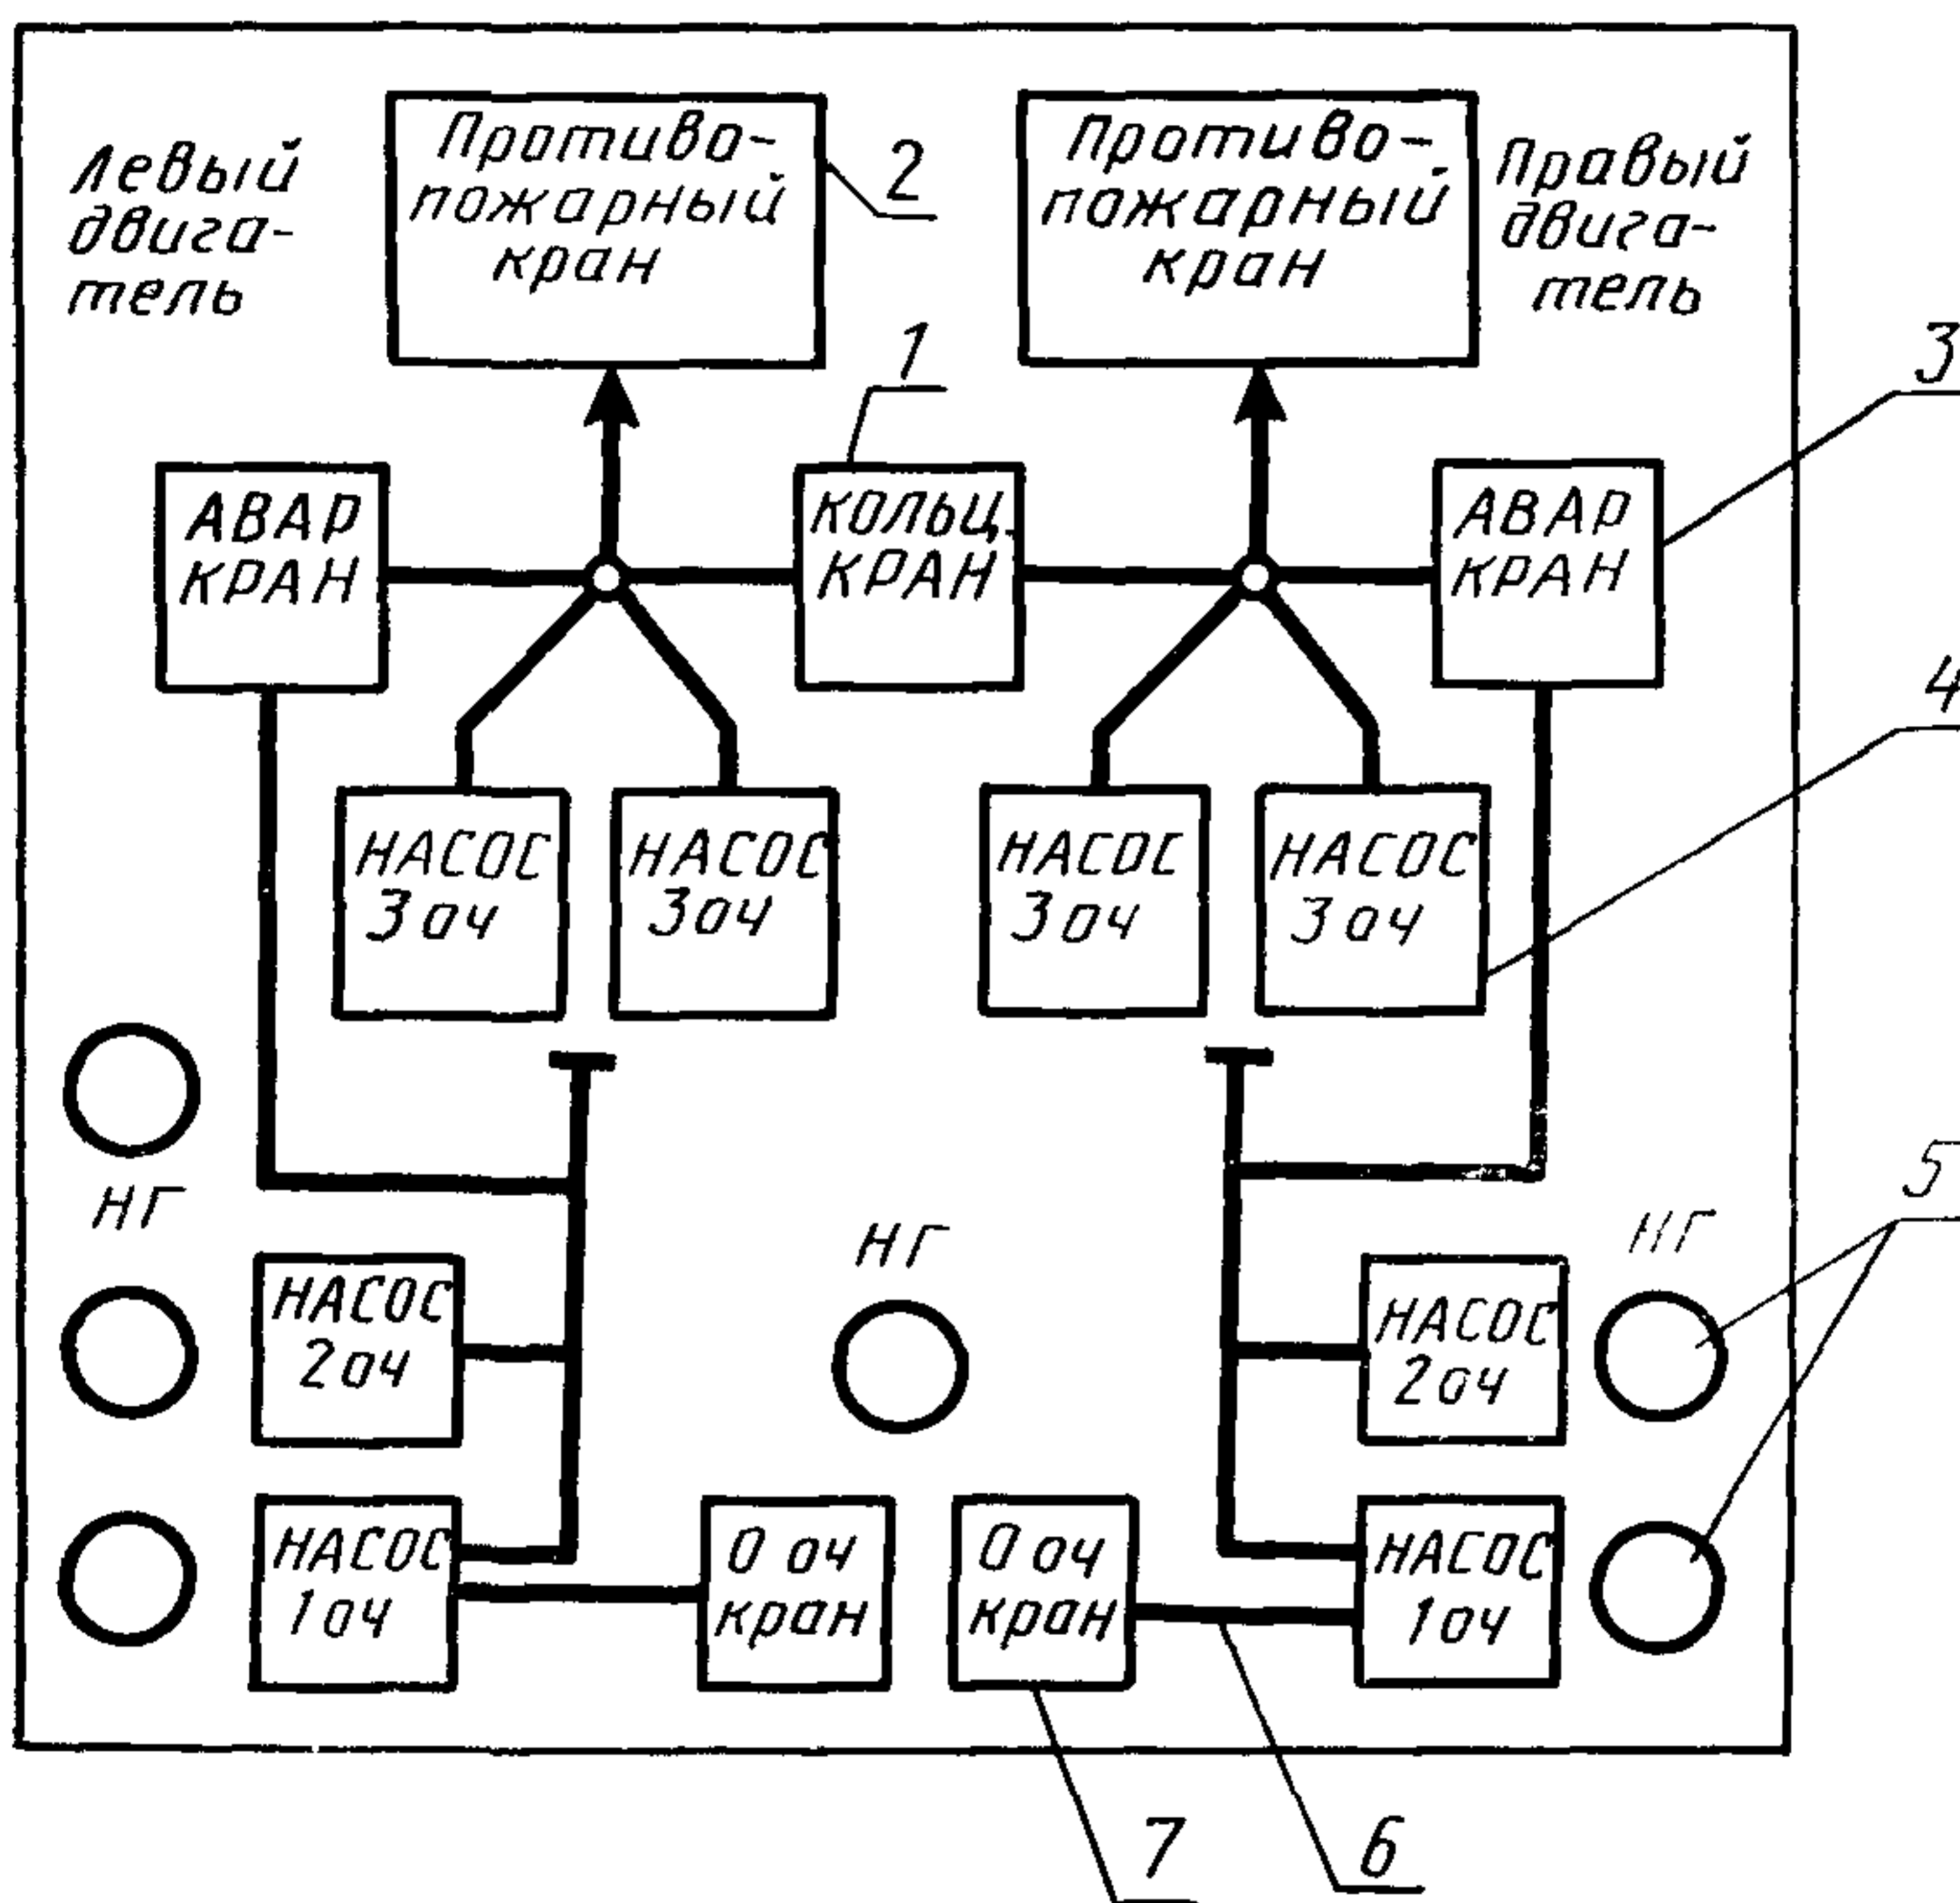 Левый
двига-
тель
Противо-
пожарный
кран
2
Противо-
пожарный
кран
Правый
двига-
тель
1
3
АВАР
КРАН
КОЛЬЦ.
КРАН
АВАР
КРАН
4
НАСОС
3 оч
НАСОС
3 оч
НАСОС
3 оч
НАСОС
3 оч
5
НГ
НГ
НГ
НАСОС
2 оч
НАСОС
2 оч
НАСОС
1 оч
0 оч
кран
0 оч
кран
НАСОС
1 оч
7
6